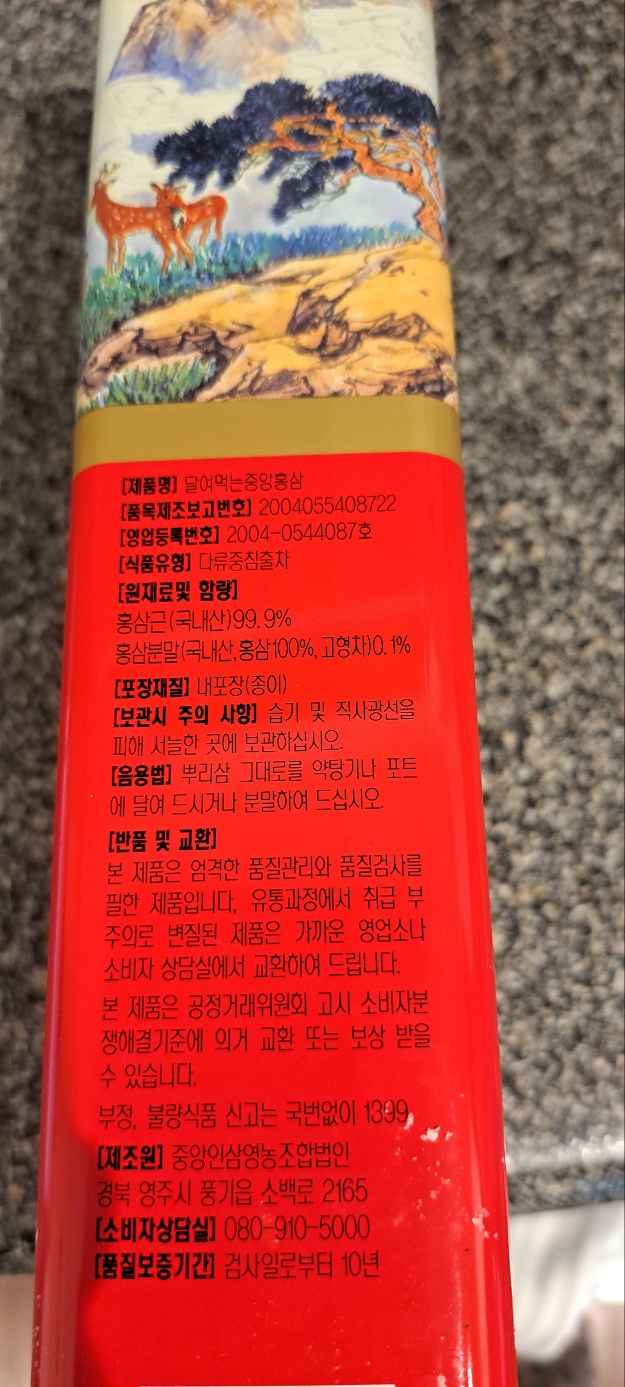 [제품명] 달여먹는중앙홍삼
[품목제조보고번호] 2004055408722
[영업등록번호] 2004-0544087호
[식품유형] 다류중침출차
[원재료및 함량]
홍삼근(국내산)99.9%
홍삼분말(국내산,홍삼100%,고형차)0.1%
[포장재질] 내포장(종이)
[보관시 주의 사항] 습기 및 직사광선을
피해 서늘한 곳에 보관하십시오.
[음용법] 뿌리삼 그대로를 약탕기나 포트
에 달여 드시거나 분말하여 드십시오.
[반품 및 교환]
본 제품은 엄격한 품질관리와 품질검사를
필한 제품입니다, 유통과정에서 취급 부
주의로 변질된 제품은 가까운 영업소나
소비자 상담실에서 교환하여 드립니다.
본 제품은 공정거래위원회 고시 소비자분
쟁해결기준에 의거 교환 또는 보상 받을
수 있습니다.
부정, 불량식품 신고는 국번없이 1399
[제조원] 중앙인삼영농조합법인
경북 영주시 풍기읍 소백로 2165
[소비자상담실] 080-910-5000
[품질보증기간] 검사일로부터 10년